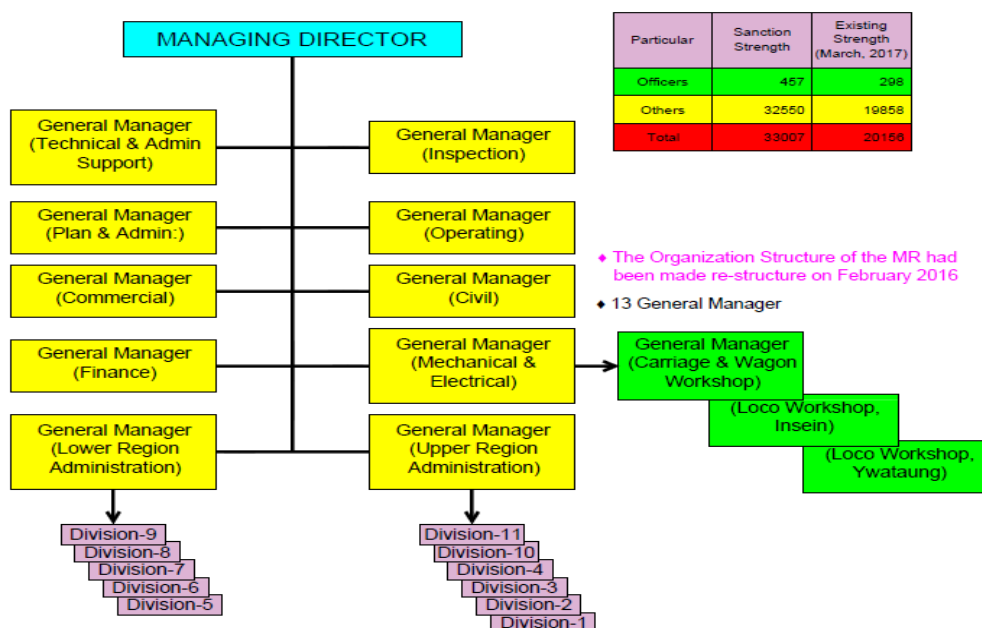 MANAGING DIRECTOR
Particular
Sanction
Strength
Existing
Strength
(March, 2017)
Officers 457 298
Others 32550 19858
Total 33007 20156
General Manager
(Technical & Admin
Support)
General Manager
(Inspection)
General Manager
(Plan & Admin:)
General Manager
(Operating)
♦ The Organization Structure of the MR had
been made re-structure on February 2016
♦ 13 General Manager
General Manager
(Commercial)
General Manager
(Civil)
General Manager
(Finance)
General Manager
(Mechanical &
Electrical)
General Manager
(Carriage & Wagon
Workshop)
(Loco Workshop,
Insein)
(Loco Workshop,
Ywataung)
General Manager
(Lower Region
Administration)
General Manager
(Upper Region
Administration)
Division-9
Division-8
Division-7
Division-6
Division-5
Division-11
Division-10
Division-4
Division-3
Division-2
Division-1